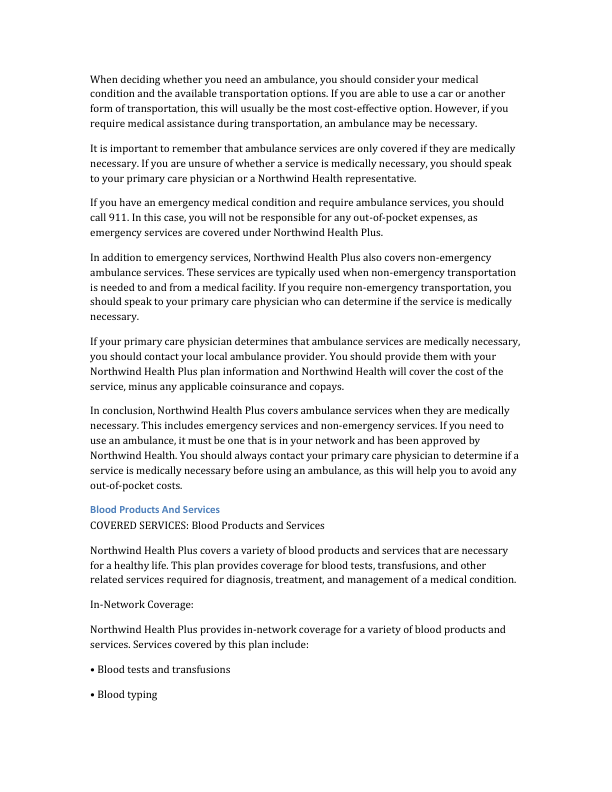 When deciding whether you need an ambulance, you should consider your medical
condition and the available transportation options. If you are able to use a car or another
form of transportation, this will usually be the most cost-effective option. However, if you
require medical assistance during transportation, an ambulance may be necessary.
It is important to remember that ambulance services are only covered if they are medically
necessary. If you are unsure of whether a service is medically necessary, you should speak
to your primary care physician or a Northwind Health representative.
If you have an emergency medical condition and require ambulance services, you should
call 911. In this case, you will not be responsible for any out-of-pocket expenses, as
emergency services are covered under Northwind Health Plus.
In addition to emergency services, Northwind Health Plus also covers non-emergency
ambulance services. These services are typically used when non-emergency transportation
is needed to and from a medical facility. If you require non-emergency transportation, you
should speak to your primary care physician who can determine if the service is medically
necessary.
If your primary care physician determines that ambulance services are medically necessary,
you should contact your local ambulance provider. You should provide them with your
Northwind Health Plus plan information and Northwind Health will cover the cost of the
service, minus any applicable coinsurance and copays.
In conclusion, Northwind Health Plus covers ambulance services when they are medically
necessary. This includes emergency services and non-emergency services. If you need to
use an ambulance, it must be one that is in your network and has been approved by
Northwind Health. You should always contact your primary care physician to determine if a
service is medically necessary before using an ambulance, as this will help you to avoid any
out-of-pocket costs.
Blood Products And Services
COVERED SERVICES: Blood Products and Services
Northwind Health Plus covers a variety of blood products and services that are necessary
for a healthy life. This plan provides coverage for blood tests, transfusions, and other
related services required for diagnosis, treatment, and management of a medical condition.
In-Network Coverage:
Northwind Health Plus provides in-network coverage for a variety of blood products and
services. Services covered by this plan include:
• Blood tests and transfusions
• Blood typing